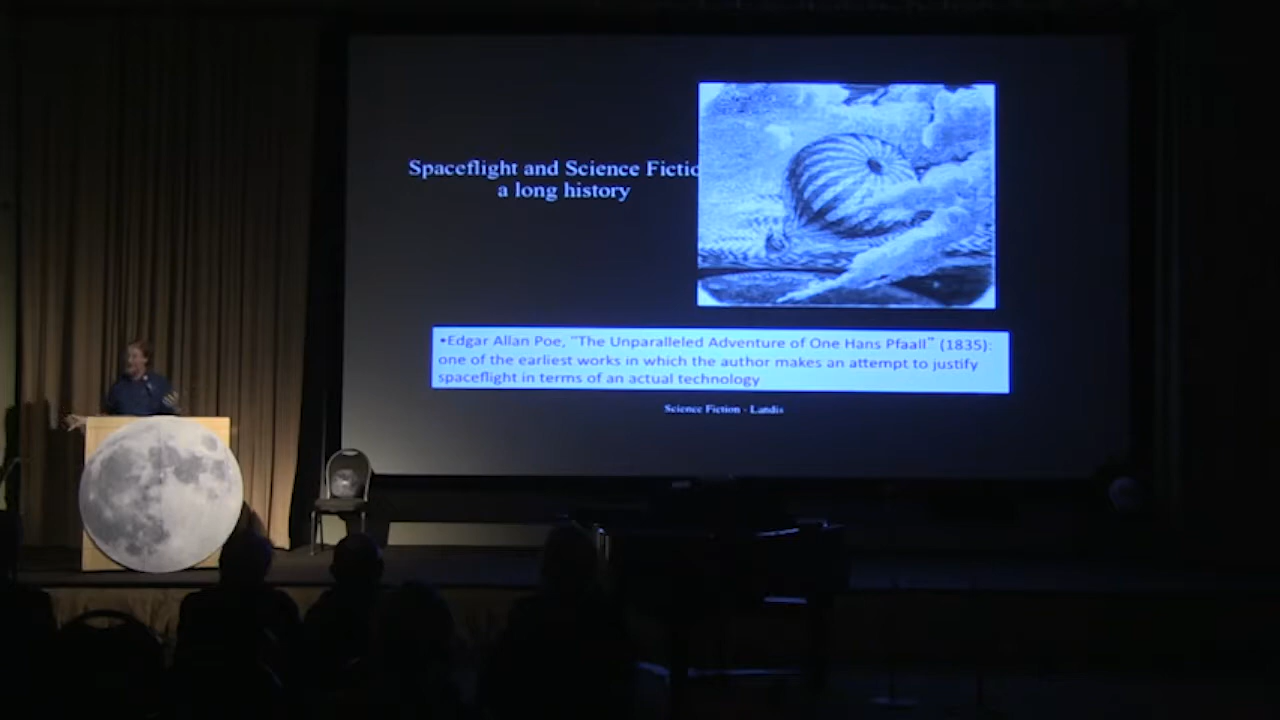 Spaceflight and Science Fictio
a long history
•Edgar Allan Poe, "The Unparalleled Adventure of One Hans Pfaall" (1835):
one of the earliest works in which the author makes an attempt to justify
spaceflight in terms of an actual technology
Science Fiction - Landis